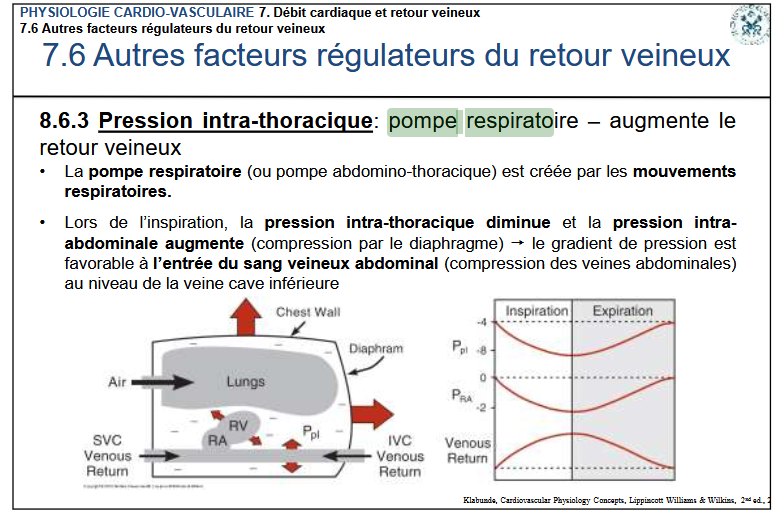 PHYSIOLOGIE CARDIO-VASCULAIRE 7. Débit cardiaque et retour veineux
7.6 Autres facteurs régulateurs du retour veineux
7.6 Autres facteurs régulateurs du retour veineux
8.6.3 Pression intra-thoracique: pompe respiratoire – augmente le
retour veineux
• La pompe respiratoire (ou pompe abdomino-thoracique) est créée par les mouvements
respiratoires.
• Lors de l'inspiration, la pression intra-thoracique diminue et la pression intra-
abdominale augmente (compression par le diaphragme) → le gradient de pression est
favorable à l'entrée du sang veineux abdominal (compression des veines abdominales)
au niveau de la veine cave inférieure
Chest Wall
Diaphram
Air
Lungs
RV
RA
Ppl
SVC
Venous
Return
IVC
Venous
Return
Inspiration
Expiration
-4
Ppl
-8
0
PRA
-2
Venous
Return
Klabunde, Cardiovascular Physiology Concepts, Lippincott Williams & Wilkins, 2nd ed., 2